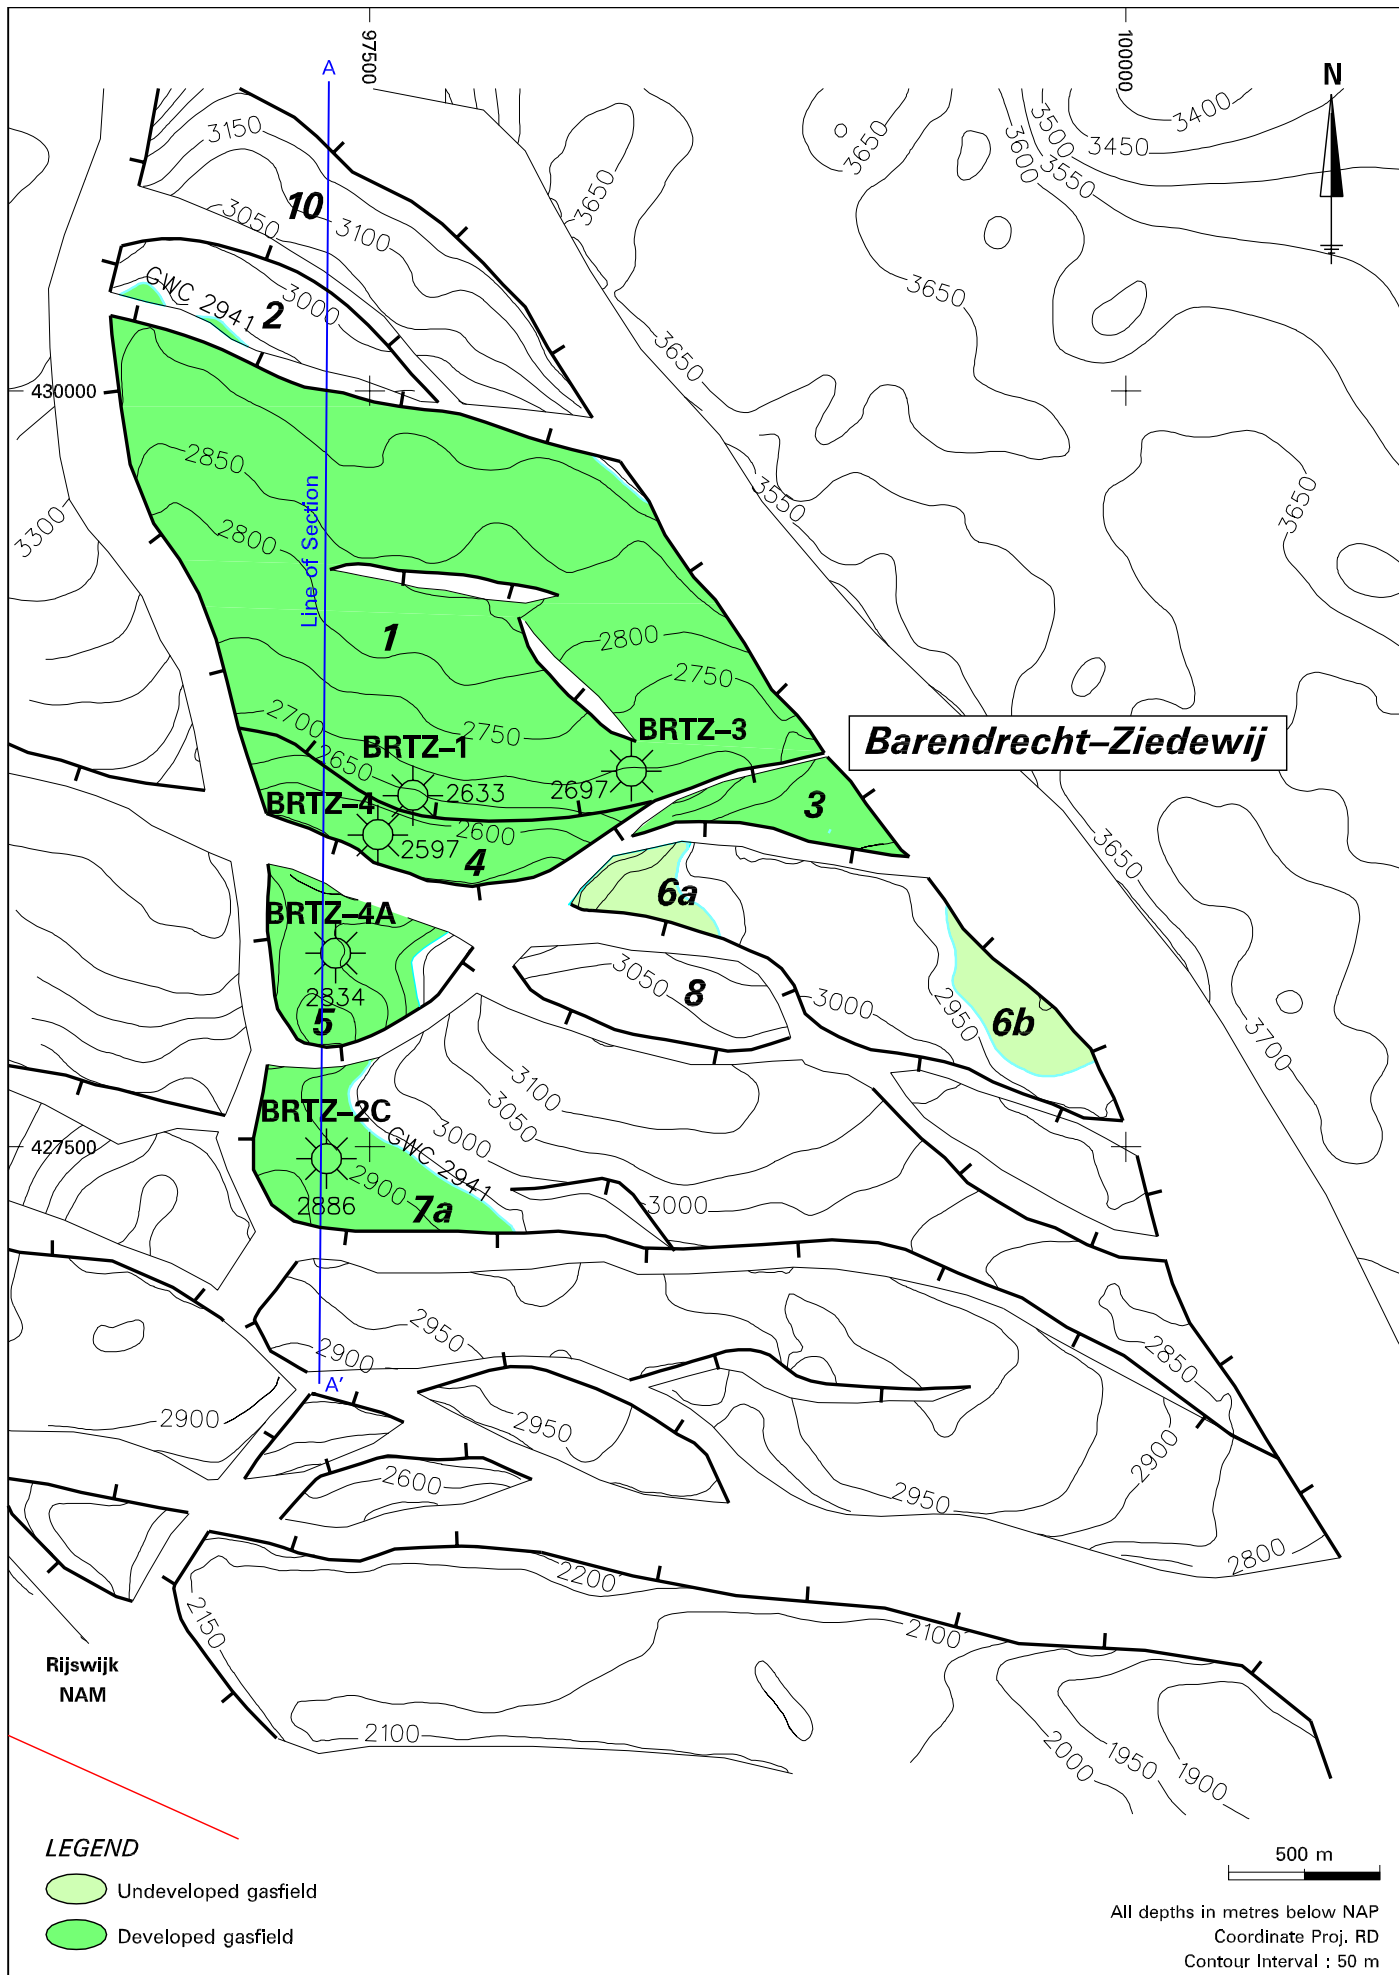 97500
100000
A
N
3150
3400
3450
3500
3550
3600
3650
3650
10
3050
3100
3650
GWC 2941
3000
2
3650
430000
2850
3550
3650
3300
2800
Line of Section
1
2800
2750
2700
2750
BRTZ–3
Barendrecht–Ziedewij
BRTZ–1
2650
2633
2697
BRTZ–4
2600
2597
4
3
3650
6a
BRTZ–4A
2834
5
3050
8
3000
2950
6b
3700
3100
3050
BRTZ–2C
3000
GWC 2941
427500
2900
2886
7a
3000
2950
2900
2850
A'
2900
2950
2900
2600
2950
2800
2200
2150
2100
Rijswijk
NAM
2100
2000
1950
1900
LEGEND
Undeveloped gasfield
Developed gasfield
500 m
All depths in metres below NAP
Coordinate Proj. RD
Contour Interval : 50 m